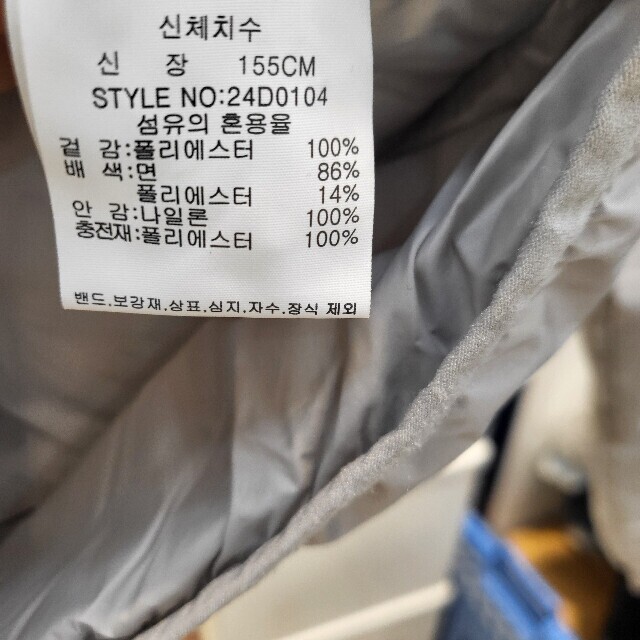 신체치수
신 장 155CM
STYLE NO:24D0104
섬유의 혼용율
겉 감:폴리에스터 100%
배 색:면 86%
폴리에스터 14%
안 감:나일론 100%
충전재:폴리에스터 100%
밴드.보강재.상표.심지.자수.장식 제외